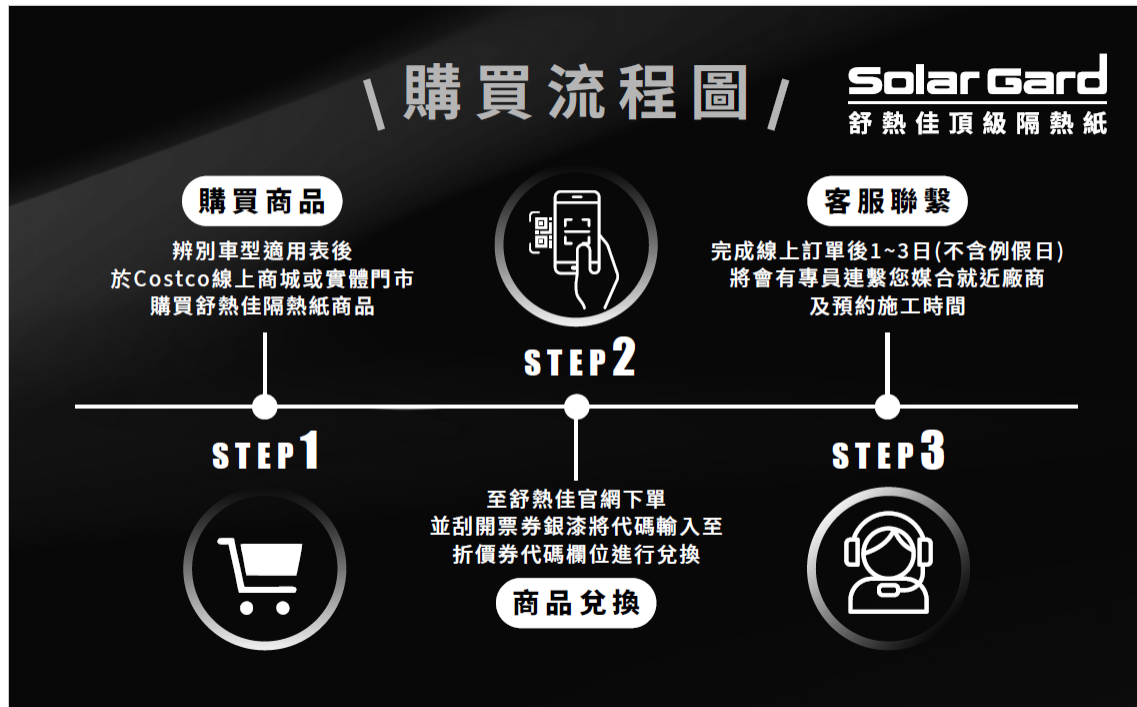 \ 購買流程圖 /
Solar Gard
舒熱佳頂級隔熱紙
購買商品
辨別車型適用表後
於Costco線上商城或實體門市
購買舒熱佳隔熱紙商品
STEP1
STEP2
至舒熱佳官網下單
並刮開票券銀漆將代碼輸入至
折價券代碼欄位進行兌換
商品兌換
客服聯繫
完成線上訂單後1~3日(不含例假日)
將會有專員連繫您媒合就近廠商
及預約施工時間
STEP3